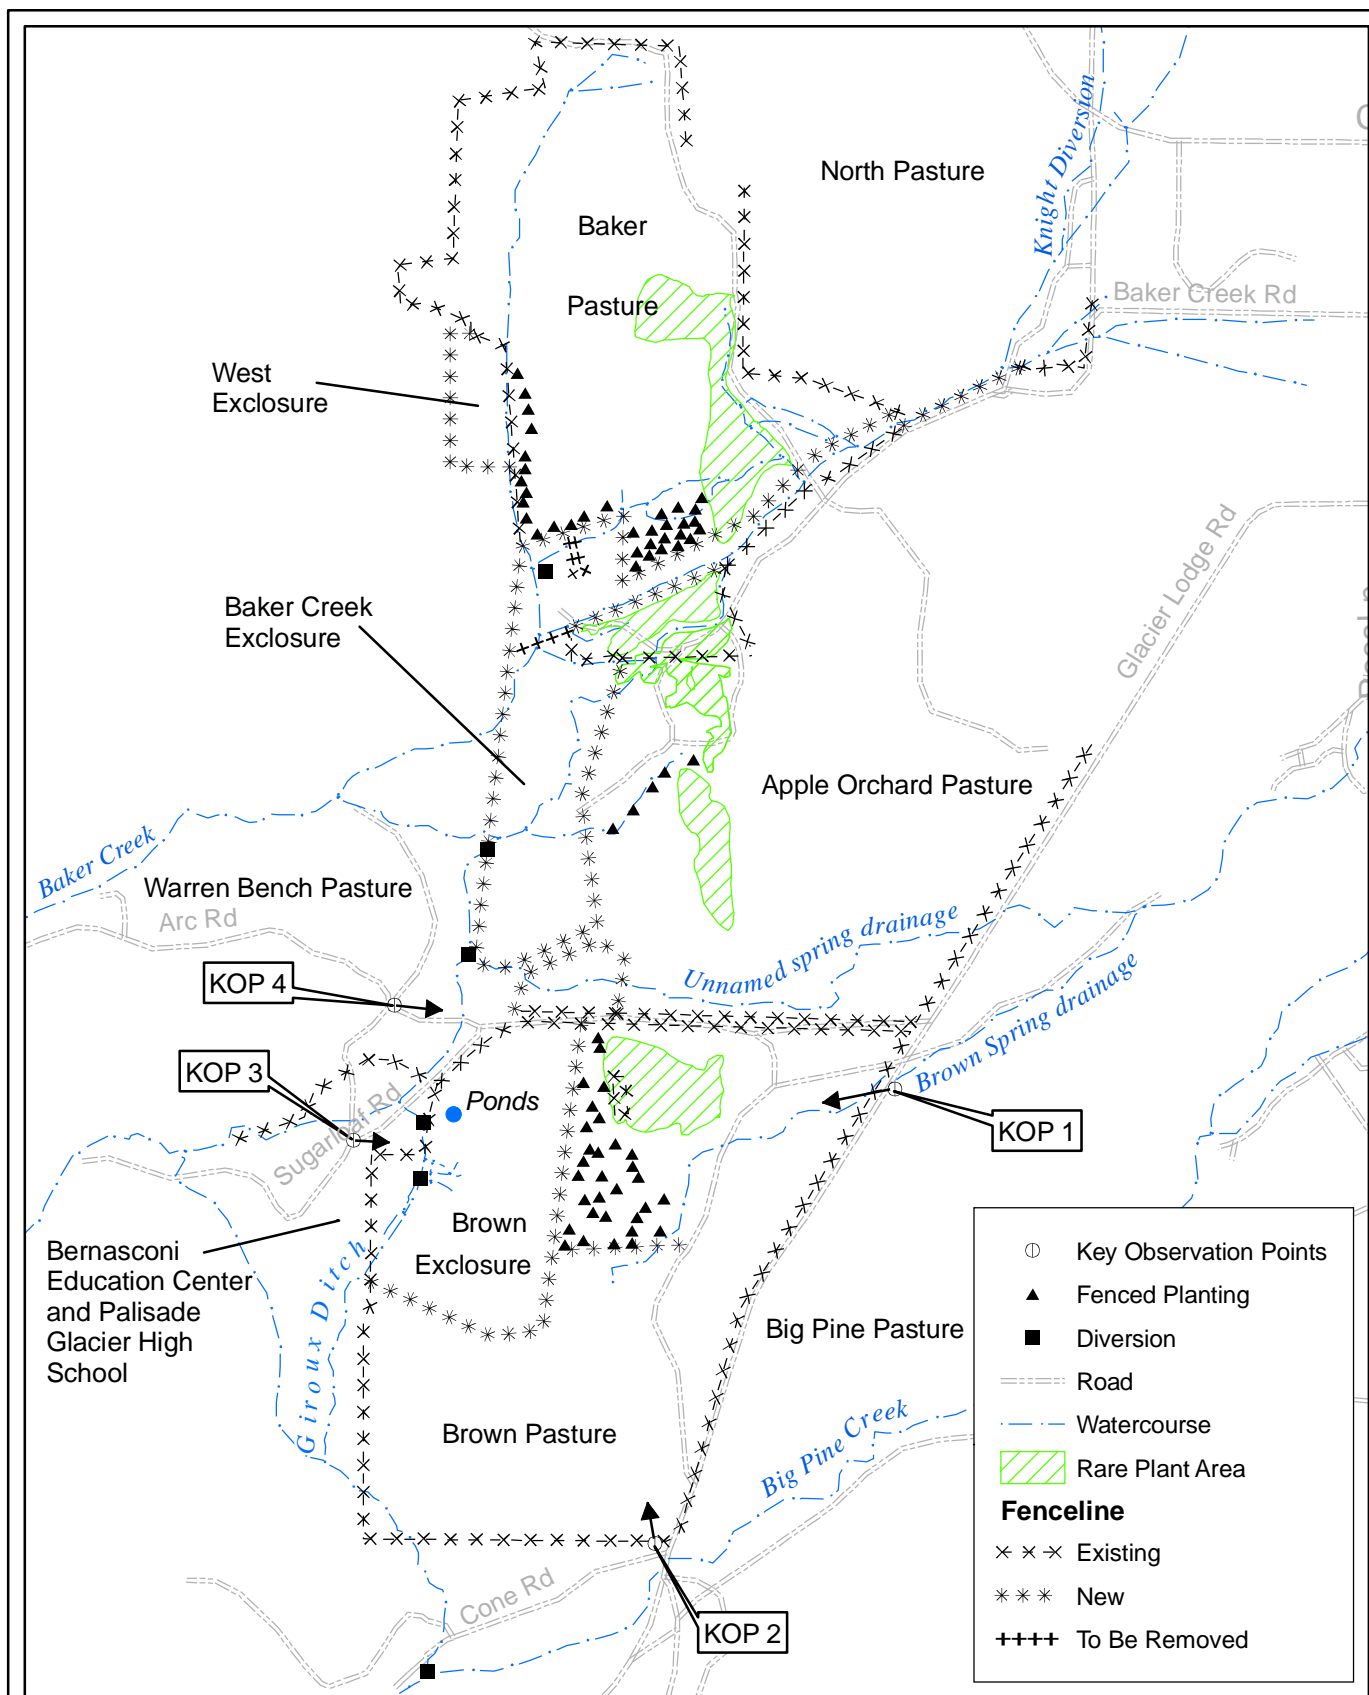 North Pasture
Knight Diversion
Baker
Pasture
Baker Creek Rd
West
Exclosure
Glacier Lodge Rd
Baker Creek
Exclosure
Apple Orchard Pasture
Baker Creek
Warren Bench Pasture
Arc Rd
Unnamed spring drainage
Brown Spring drainage
KOP 4
KOP 3
Ponds
KOP 1
Sugarloaf Rd
Brown
Exclosure
Bernasconi
Education Center
and Palisade
Glacier High
School
Giroux Ditch
Big Pine Pasture
Brown Pasture
Big Pine Creek
Cone Rd
KOP 2
Key Observation Points
Fenced Planting
Diversion
Road
Watercourse
Rare Plant Area
Fenceline
Existing
New
To Be Removed